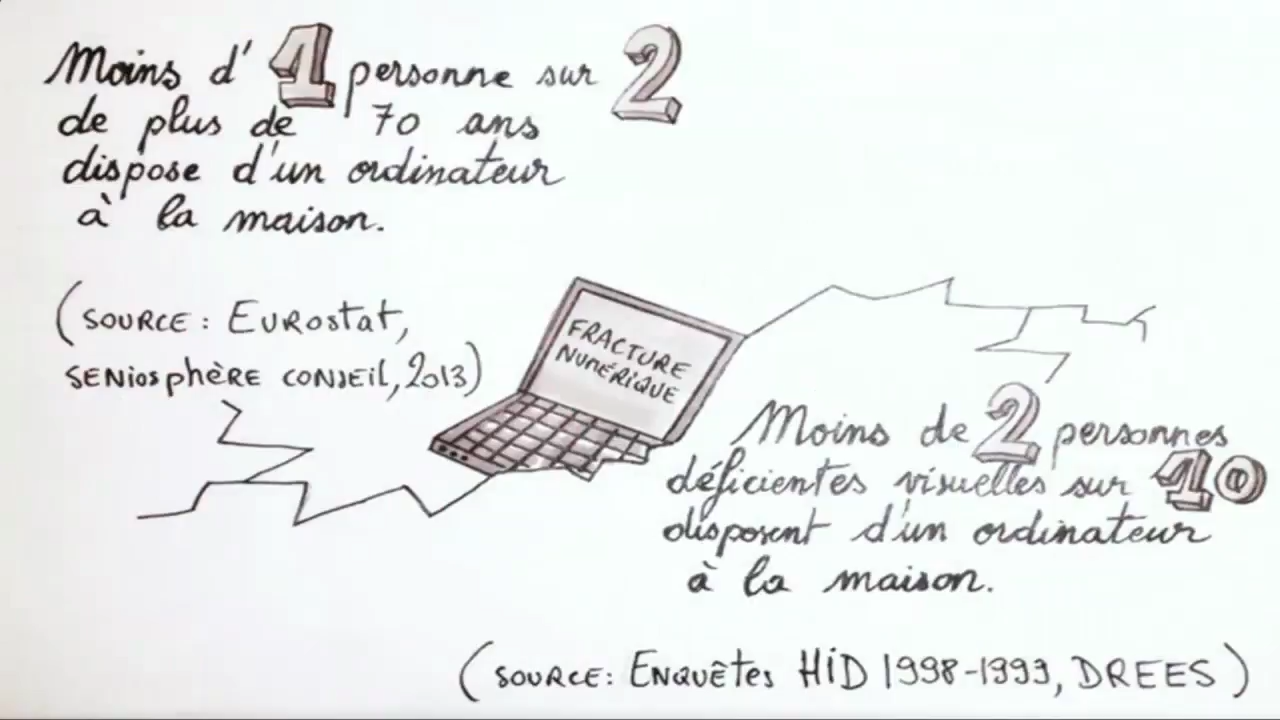 Moins d'1 personne sur 2
de plus de 70 ans
dispose d'un ordinateur
à la maison.
(SOURCE : Eurostat,
SENiosphère CONSEiL, 2013)
FRACTURE
NUMÉRiQUE
Moins de 2 personnes
déficientes visuelles sur 10
disposent d'un ordinateur
à la maison.
(SOURCE : ENQUÊTES HiD 1998-1999, DREES)